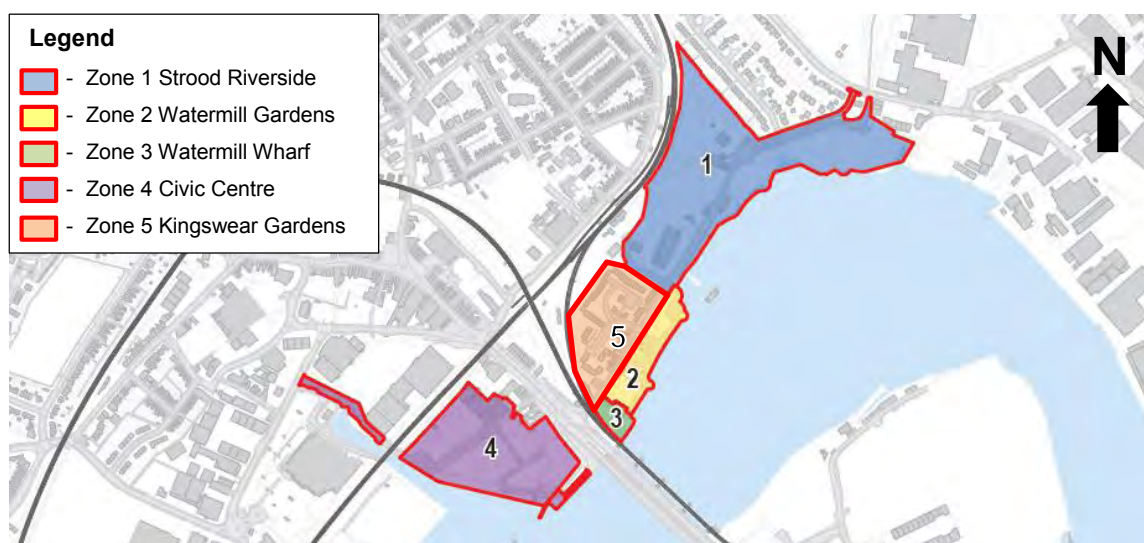 Legend
- Zone 1 Strood Riverside
- Zone 2 Watermill Gardens
- Zone 3 Watermill Wharf
- Zone 4 Civic Centre
- Zone 5 Kingswear Gardens
N
1
5
2
3
4